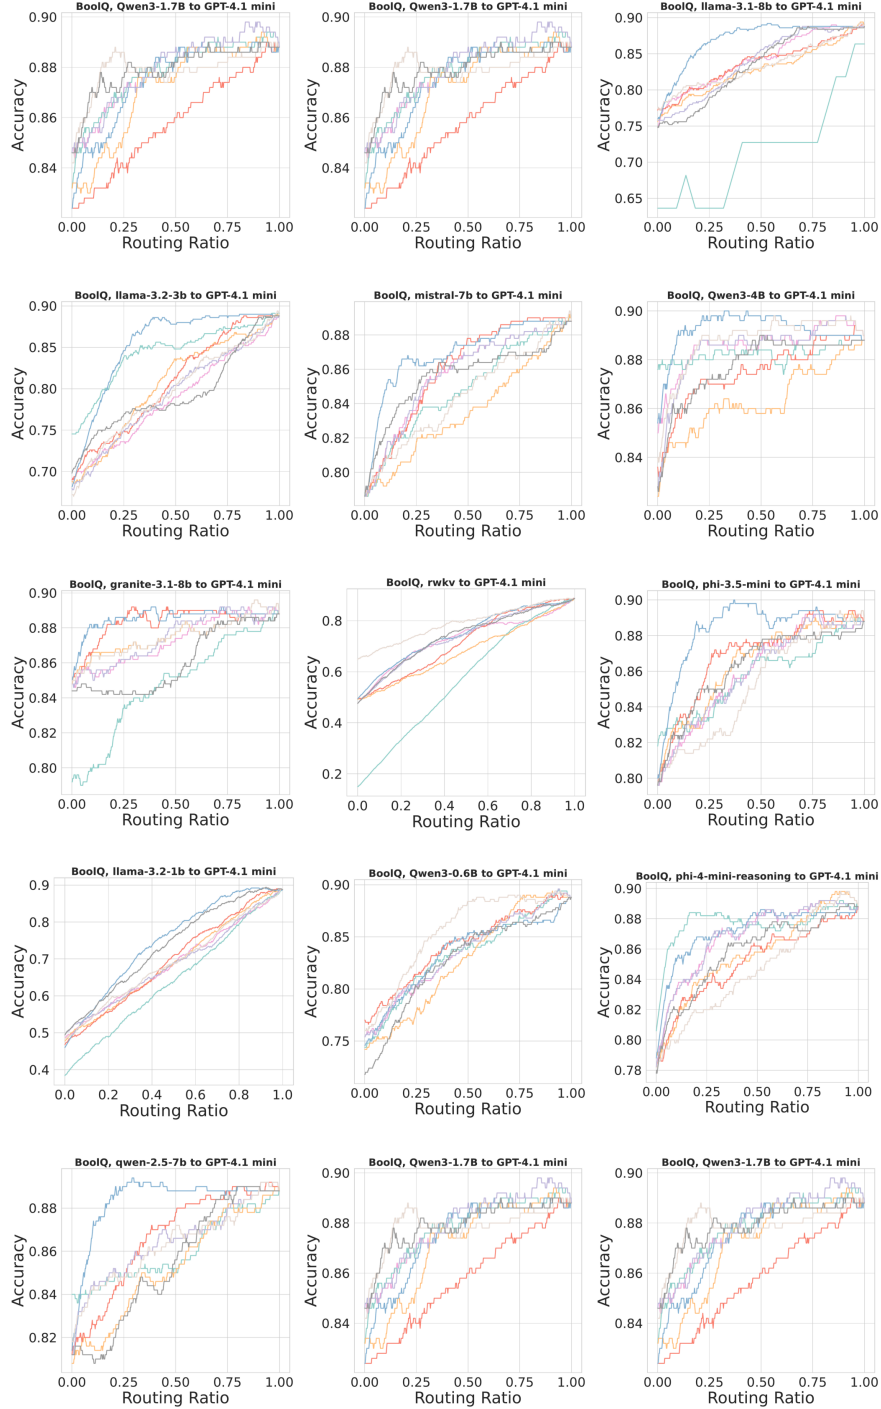 BoolQ, Qwen3-1.7B to GPT-4.1 mini
0.90
0.88
0.86
0.84
Accuracy
0.00 0.25 0.50 0.75 1.00
Routing Ratio
BoolQ, Qwen3-1.7B to GPT-4.1 mini
0.90
0.88
0.86
0.84
Accuracy
0.00 0.25 0.50 0.75 1.00
Routing Ratio
BoolQ, llama-3.1-8b to GPT-4.1 mini
0.90
0.85
0.80
0.75
0.70
0.65
Accuracy
0.00 0.25 0.50 0.75 1.00
Routing Ratio
BoolQ, llama-3.2-3b to GPT-4.1 mini
0.90
0.85
0.80
0.75
0.70
Accuracy
0.00 0.25 0.50 0.75 1.00
Routing Ratio
BoolQ, mistral-7b to GPT-4.1 mini
0.88
0.86
0.84
0.82
0.80
Accuracy
0.00 0.25 0.50 0.75 1.00
Routing Ratio
BoolQ, Qwen3-4B to GPT-4.1 mini
0.90
0.88
0.86
0.84
Accuracy
0.00 0.25 0.50 0.75 1.00
Routing Ratio
BoolQ, granite-3.1-8b to GPT-4.1 mini
0.90
0.88
0.86
0.84
0.82
0.80
Accuracy
0.00 0.25 0.50 0.75 1.00
Routing Ratio
BoolQ, rwkv to GPT-4.1 mini
0.8
0.6
0.4
0.2
Accuracy
0.0 0.2 0.4 0.6 0.8 1.0
Routing Ratio
BoolQ, phi-3.5-mini to GPT-4.1 mini
0.90
0.88
0.86
0.84
0.82
0.80
Accuracy
0.00 0.25 0.50 0.75 1.00
Routing Ratio
BoolQ, llama-3.2-1b to GPT-4.1 mini
0.9
0.8
0.7
0.6
0.5
0.4
Accuracy
0.0 0.2 0.4 0.6 0.8 1.0
Routing Ratio
BoolQ, Qwen3-0.6B to GPT-4.1 mini
0.90
0.85
0.80
0.75
Accuracy
0.00 0.25 0.50 0.75 1.00
Routing Ratio
BoolQ, phi-4-mini-reasoning to GPT-4.1 mini
0.90
0.88
0.86
0.84
0.82
0.80
0.78
Accuracy
0.00 0.25 0.50 0.75 1.00
Routing Ratio
BoolQ, qwen-2.5-7b to GPT-4.1 mini
0.88
0.86
0.84
0.82
Accuracy
0.00 0.25 0.50 0.75 1.00
Routing Ratio
BoolQ, Qwen3-1.7B to GPT-4.1 mini
0.90
0.88
0.86
0.84
Accuracy
0.00 0.25 0.50 0.75 1.00
Routing Ratio
BoolQ, Qwen3-1.7B to GPT-4.1 mini
0.90
0.88
0.86
0.84
Accuracy
0.00 0.25 0.50 0.75 1.00
Routing Ratio